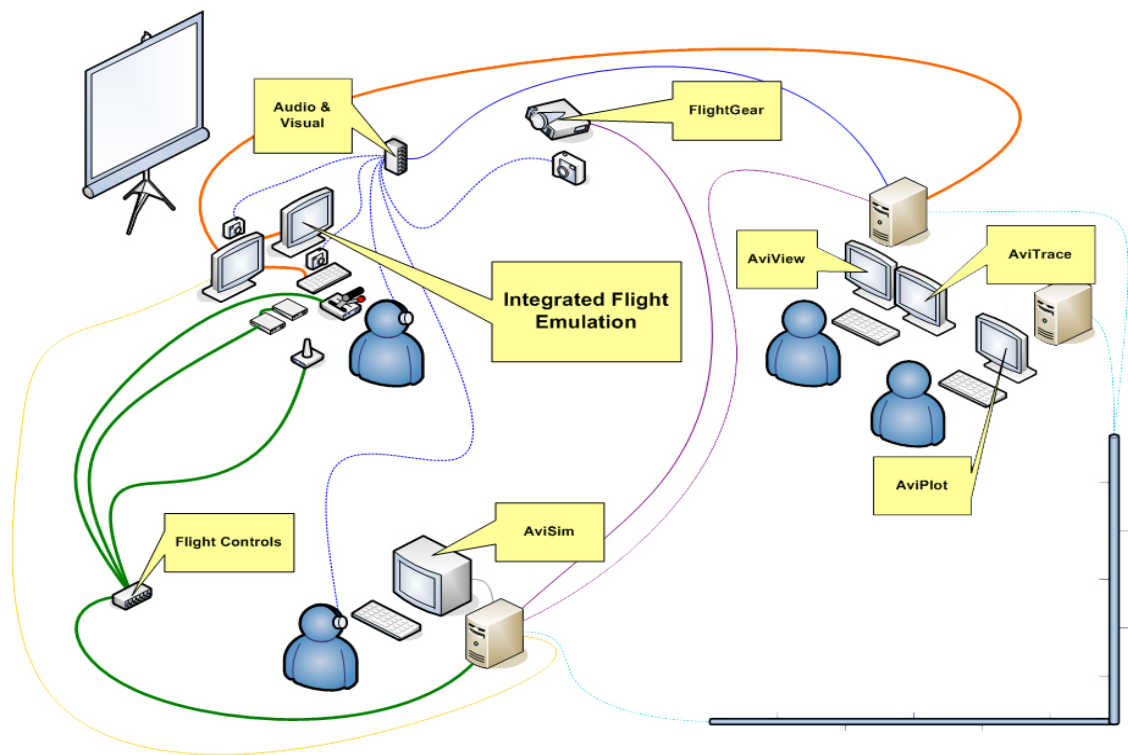 Audio &
Visual
FlightGear
AviView
AviTrace
Integrated Flight
Emulation
AviPlot
Flight Controls
AviSim